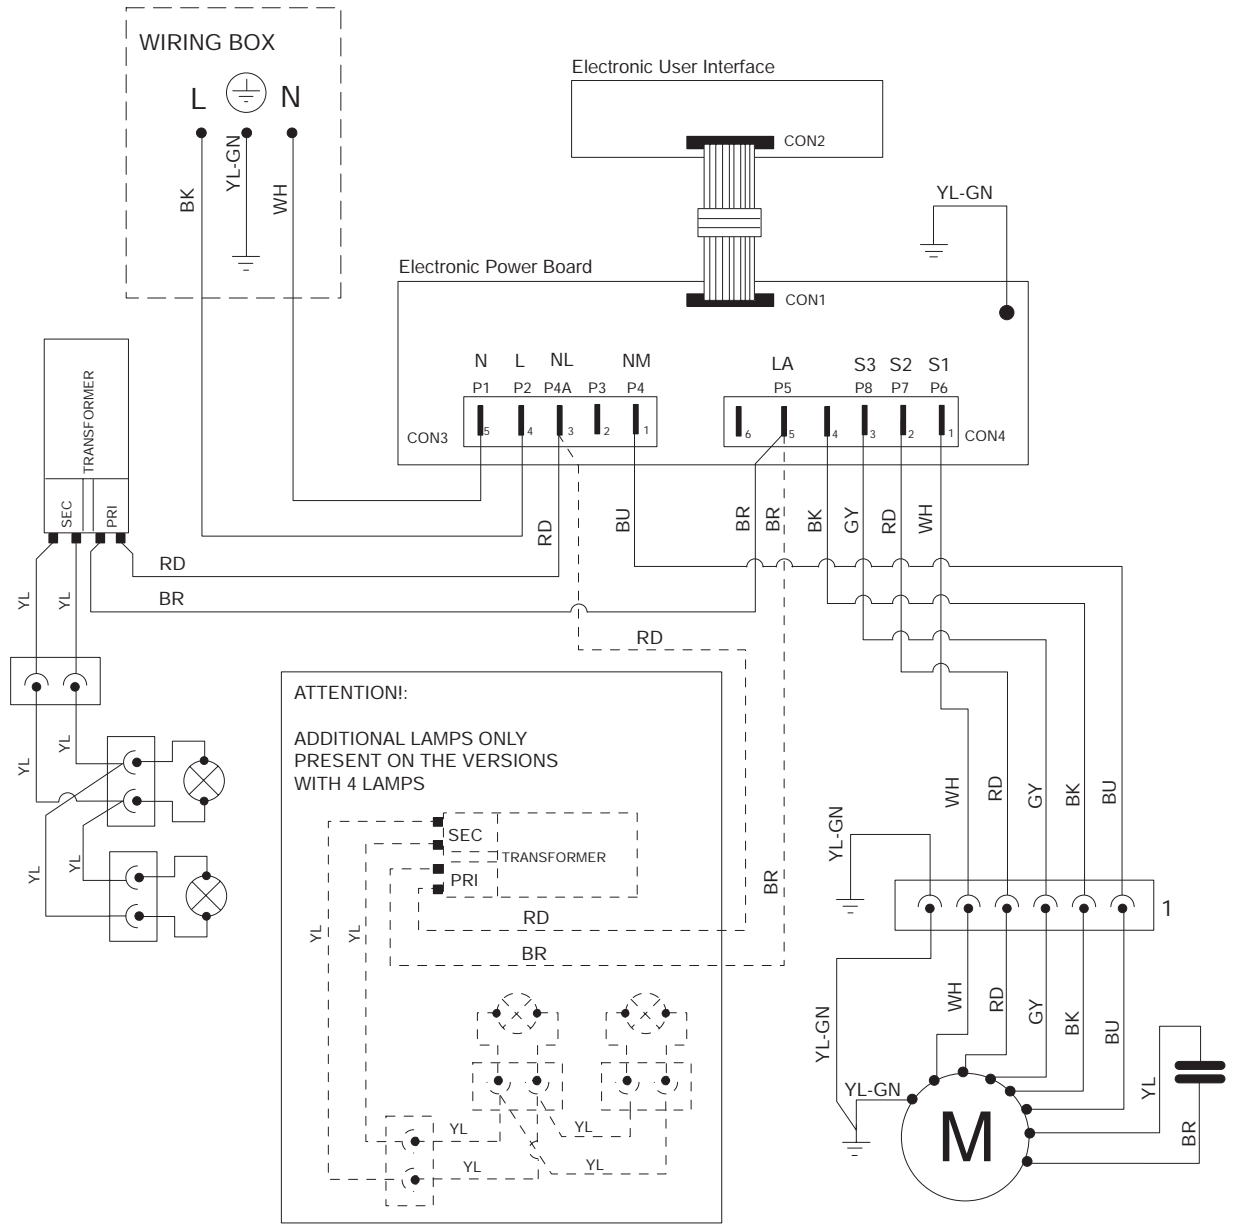 WIRING BOX
L
N
BK
YL-GN
WH
Electronic User Interface
CON2
YL-GN
Electronic Power Board
CON1
N L NL NM
P1 P2 P4A P3 P4
5 4 3 2 1
CON3
LA S3 S2 S1
P5 P8 P7 P6
6 5 4 3 2 1
CON4
TRANSFORMER
SEC
PRI
RD
BU
BR
BR
BK
GY
RD
WH
RD
BR
YL
YL
RD
YL
YL
YL
YL
ATTENTION!:
ADDITIONAL LAMPS ONLY
PRESENT ON THE VERSIONS
WITH 4 LAMPS
SEC
TRANSFORMER
PRI
RD
BR
BR
YL
YL
YL
YL
YL
YL
YL-GN
WH
RD
GY
BK
BU
1
YL-GN
WH
RD
GY
BK
BU
YL-GN
M
YL
BR